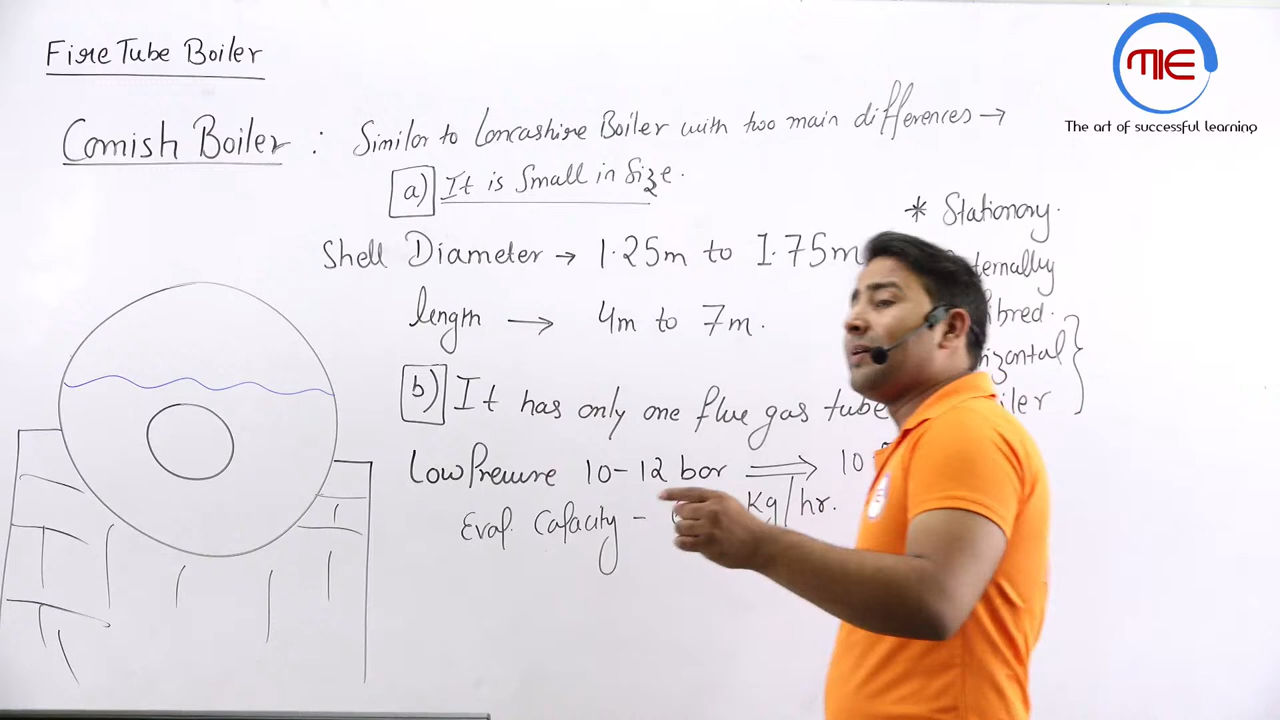 Fire Tube Boiler
MIE
The art of successful learning
Cornish Boiler : Similar to Lancashire Boiler with two main differences →
a) It is Small in Size.
Shell Diameter → 1.25m to 1.75m
length → 4m to 7m.
b) It has only one flue gas tube
Low Pressure 10-12 bar ⟹ 10
Evap. Capacity - Kg/hr.
* Stationary.